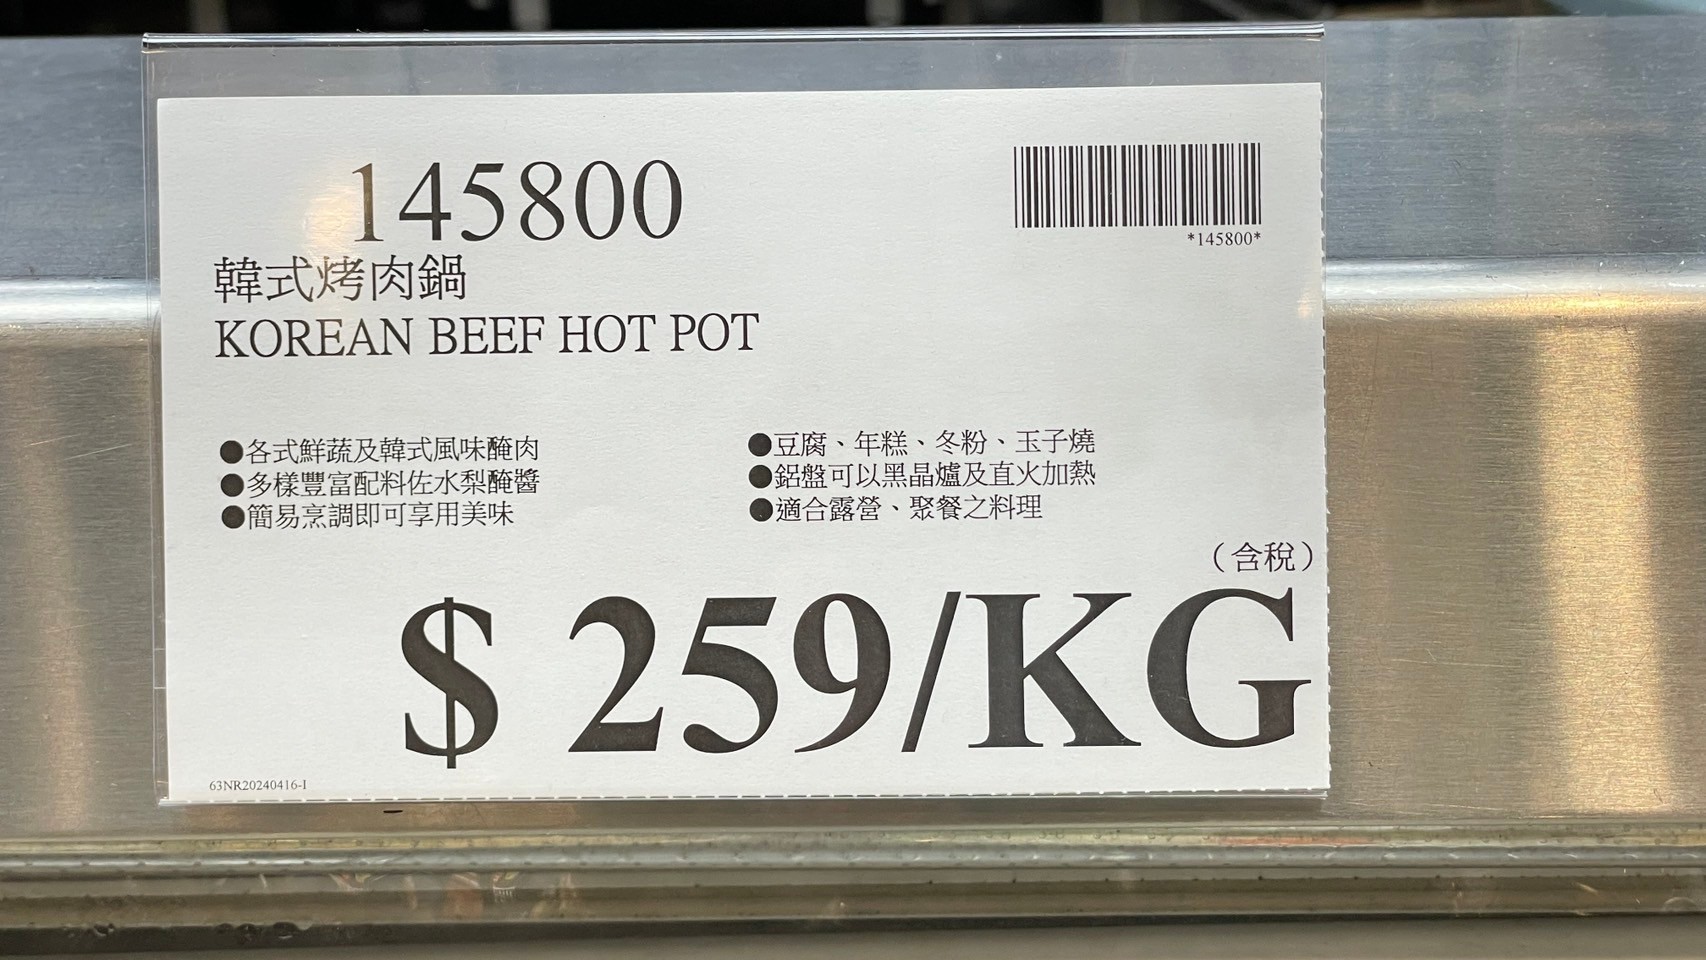 145800
*145800*
韓式烤肉鍋
KOREAN BEEF HOT POT
●各式鮮蔬及韓式風味醃肉
●多樣豐富配料佐水梨醃醬
●簡易烹調即可享用美味
●豆腐、年糕、冬粉、玉子燒
●鋁盤可以黑晶爐及直火加熱
●適合露營、聚餐之料理
（含稅）
$ 259/KG
63NR20240416-I